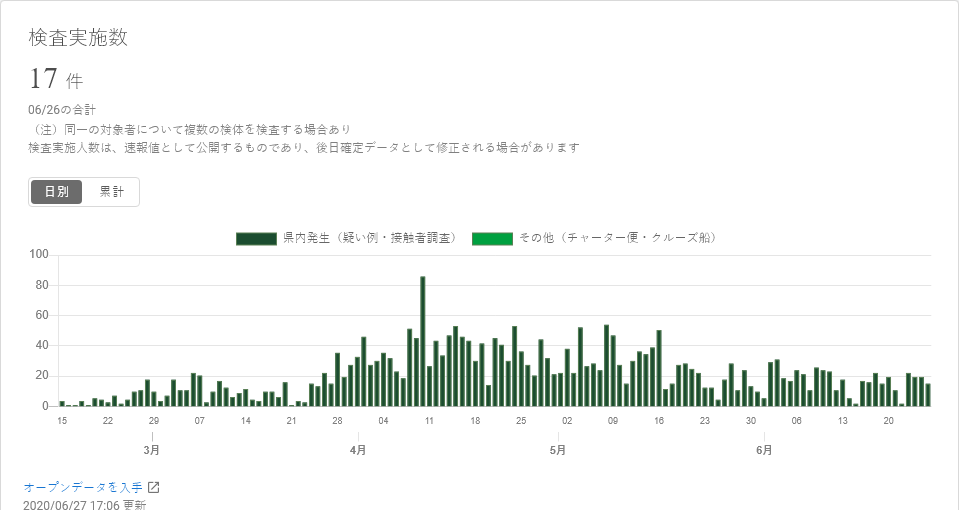 検査実施数
17 件
06/26の合計
（注）同一の対象者について複数の検体を検査する場合あり
検査実施人数は、速報値として公開するものであり、後日確定データとして修正される場合があります
日別 累計
県内発生（疑い例・接触者調査） その他（チャーター便・クルーズ船）
100
80
60
40
20
0
15 22 29 07 14 21 28 04 11 18 25 02 09 16 23 30 06 13 20
3月 4月 5月 6月
オープンデータを入手
2020/06/27 17:06 更新